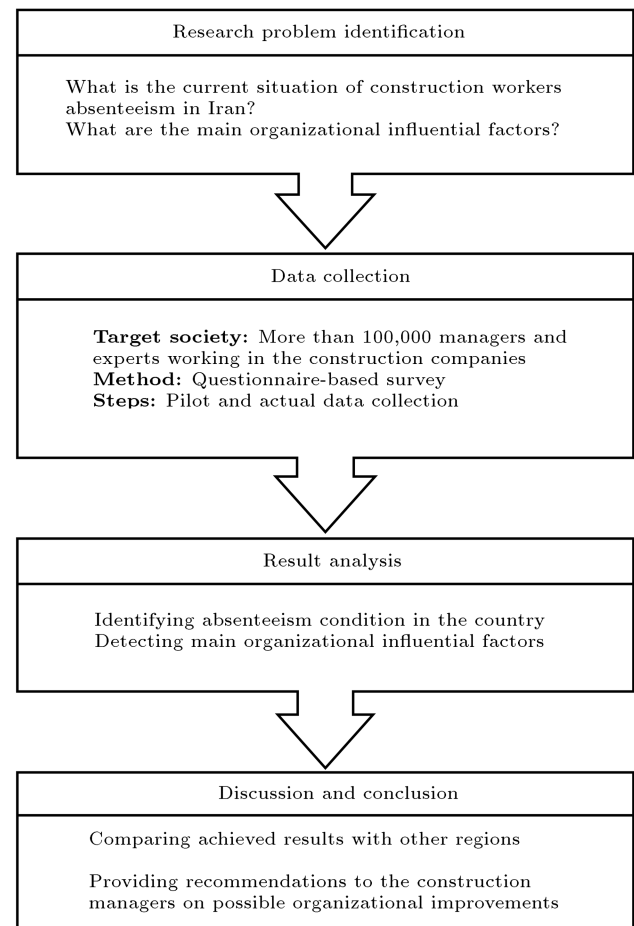 Research problem identification
What is the current situation of construction workers
absenteeism in Iran?
What are the main organizational influential factors?
Data collection
Target society: More than 100,000 managers and
experts working in the construction companies
Method: Questionnaire-based survey
Steps: Pilot and actual data collection
Result analysis
Identifying absenteeism condition in the country
Detecting main organizational influential factors
Discussion and conclusion
Comparing achieved results with other regions
Providing recommendations to the construction
managers on possible organizational improvements